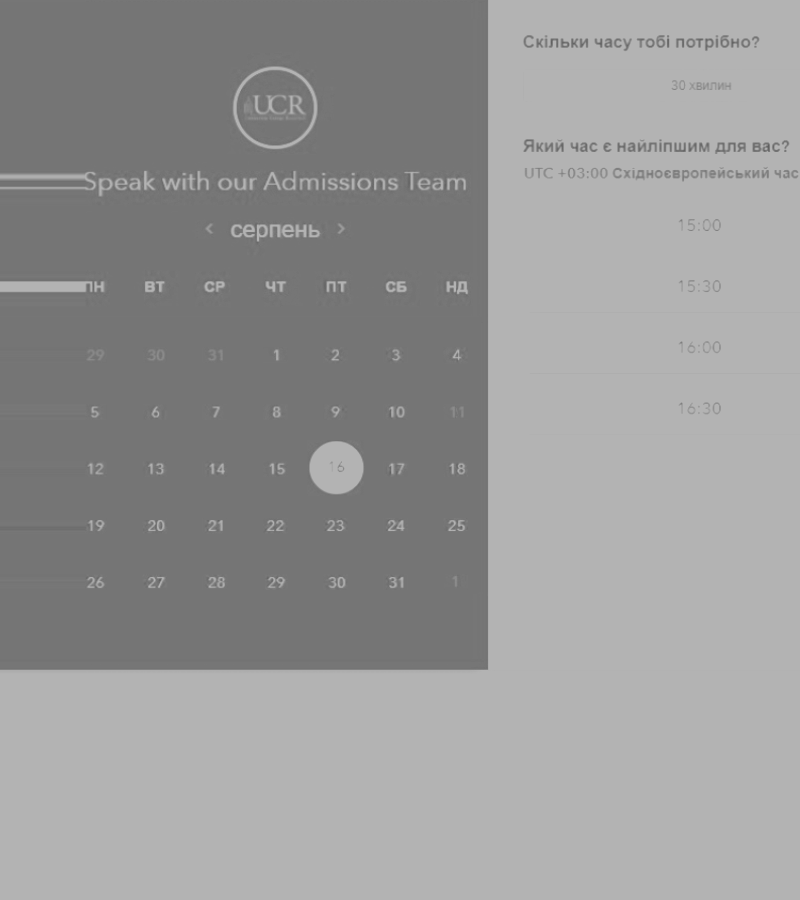 UCR
Speak with our Admissions Team
< серпень >
ПН ВТ СР ЧТ ПТ СБ НД
29 30 31 1 2 3 4
5 6 7 8 9 10 11
12 13 14 15 16 17 18
19 20 21 22 23 24 25
26 27 28 29 30 31 1
Скільки часу тобі потрібно?
30 хвилин
Який час є найліпшим для вас?
UTC +03:00 Східноєвропейський час
15:00
15:30
16:00
16:30